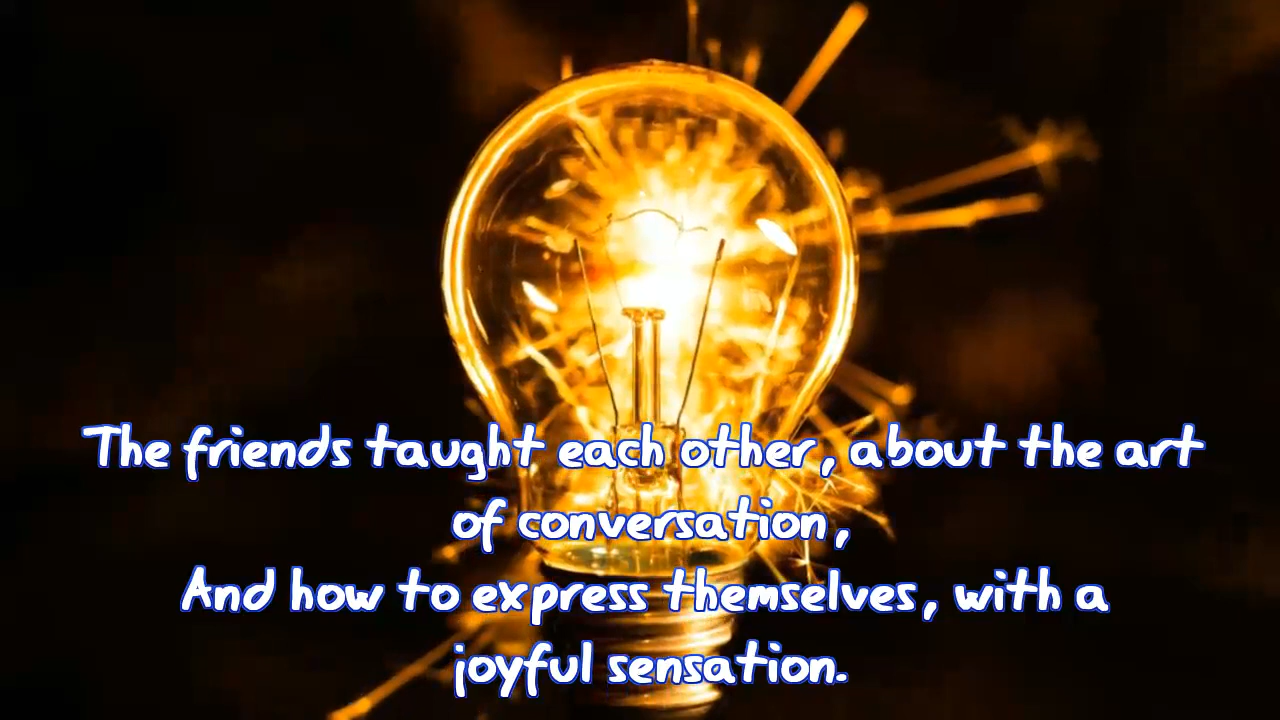 The friends taught each other, about the art
of conversation,
And how to express themselves, with a
joyful sensation.